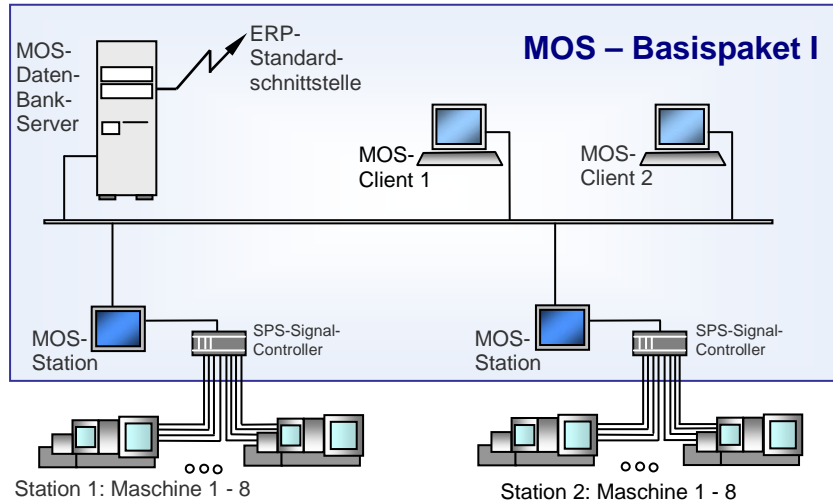 MOS – Basispaket I
MOS-
Daten-
Bank-
Server
ERP-
Standard-
schnittstelle
MOS-
Client 1
MOS-
Client 2
MOS-
Station
SPS-Signal-
Controller
MOS-
Station
SPS-Signal-
Controller
Station 1: Maschine 1 - 8
Station 2: Maschine 1 - 8